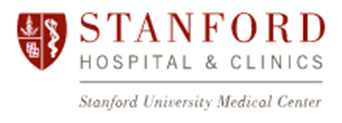 STANFORD
HOSPITAL & CLINICS
Stanford University Medical Center